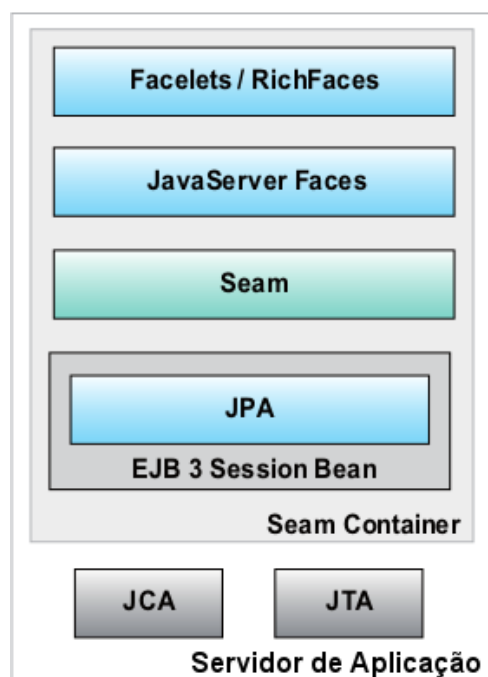 Facelets / RichFaces
JavaServer Faces
Seam
JPA
EJB 3 Session Bean
Seam Container
JCA
JTA
Servidor de Aplicação